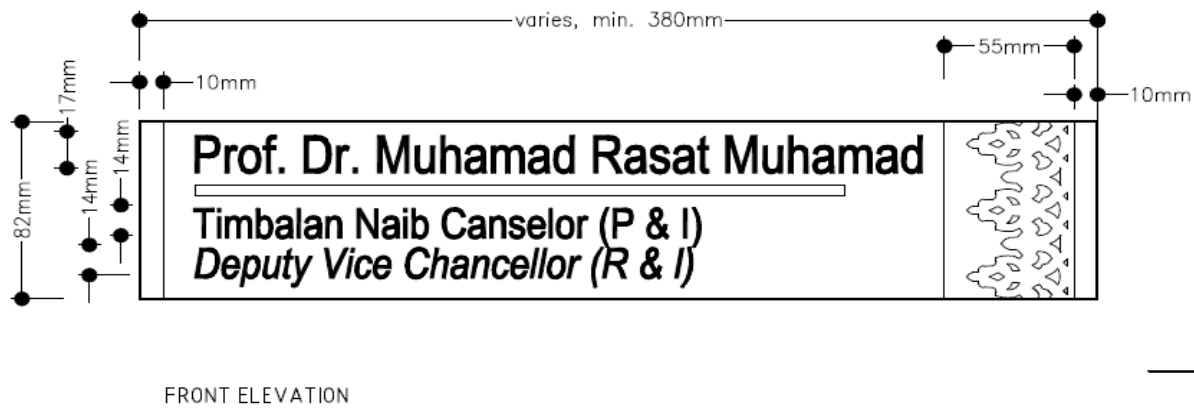 varies, min. 380mm
55mm
10mm
10mm
17mm
14mm
14mm
82mm
Prof. Dr. Muhamad Rasat Muhamad
Timbalan Naib Canselor (P & I)
Deputy Vice Chancellor (R & I)
FRONT ELEVATION